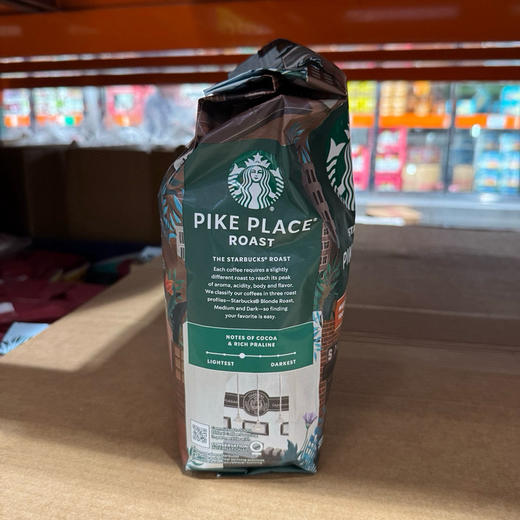 PIKE PLACE®
ROAST
THE STARBUCKS® ROAST
Each coffee requires a slightly
different roast to reach its peak
of aroma, acidity, body and flavor.
We classify our coffees in three roast
profiles—Starbucks® Blonde Roast,
Medium and Dark—so finding
your favorite is easy.
NOTES OF COCOA
& RICH PRALINE
LIGHTEST DARKEST